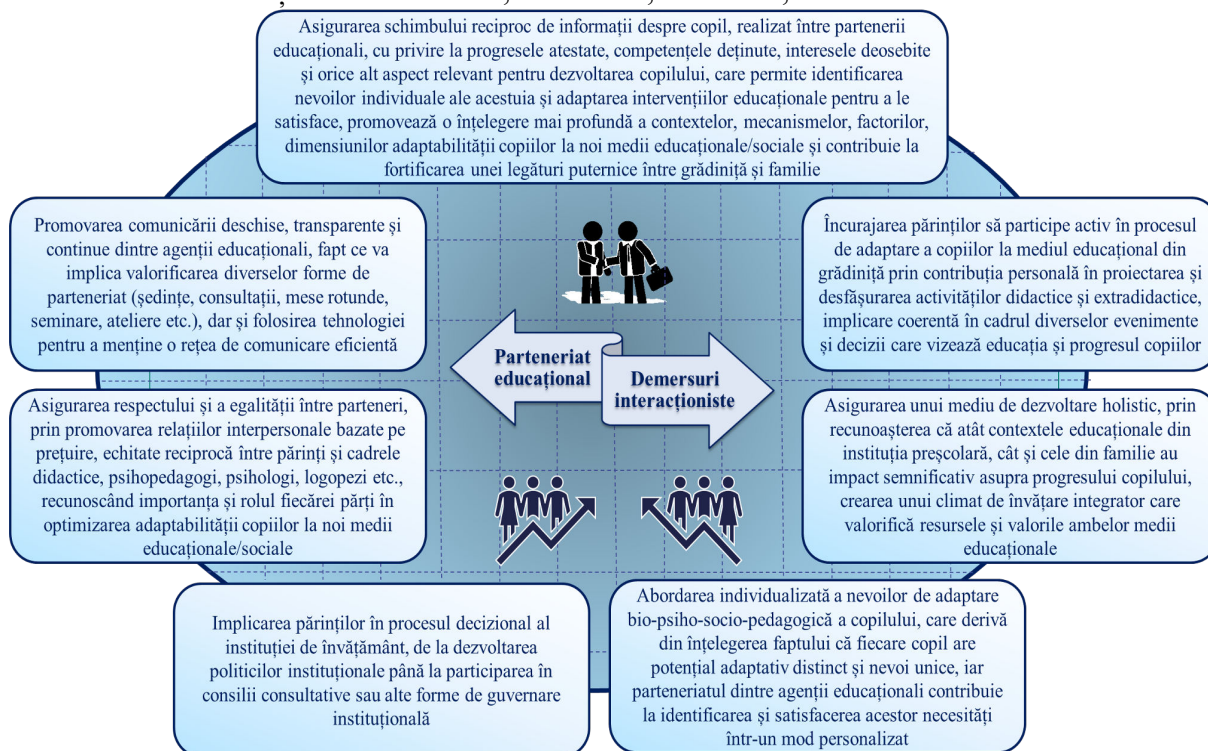 Asigurarea schimbului reciproc de informații despre copil, realizat între partenerii
educaționali, cu privire la progresele atestate, competențele deținute, interesele deosebite
și orice alt aspect relevant pentru dezvoltarea copilului, care permite identificarea
nevoilor individuale ale acestuia și adaptarea intervențiilor educaționale pentru a le
satisface, promovează o înțelegere mai profundă a contextelor, mecanismelor, factorilor,
dimensiunilor adaptabilității copiilor la noi medii educaționale/sociale și contribuie la
fortificarea unei legături puternice între grădiniță și familie
Promovarea comunicării deschise, transparente și
continue dintre agenții educaționali, fapt ce va
implica valorificarea diverselor forme de
parteneriat (ședințe, consultații, mese rotunde,
seminare, ateliere etc.), dar și folosirea tehnologiei
pentru a menține o rețea de comunicare eficientă
Încurajarea părinților să participe activ în procesul
de adaptare a copiilor la mediul educațional din
grădiniță prin contribuția personală în proiectarea și
desfășurarea activităților didactice și extradidactice,
implicare coerentă în cadrul diverselor evenimente
și decizii care vizează educația și progresul copiilor
Parteneriat
educațional
Demersuri
interacționiste
Asigurarea respectului și a egalității între parteneri,
prin promovarea relațiilor interpersonale bazate pe
prețuire, echitate reciprocă între părinți și cadrele
didactice, psihopedagogi, psihologi, logopezi etc.,
recunoscând importanța și rolul fiecărei părți în
optimizarea adaptabilității copiilor la noi medii
educaționale/sociale
Asigurarea unui mediu de dezvoltare holistic, prin
recunoașterea că atât contextele educaționale din
instituția preșcolară, cât și cele din familie au
impact semnificativ asupra progresului copilului,
crearea unui climat de învățare integrator care
valorifică resursele și valorile ambelor medii
educaționale
Implicarea părinților în procesul decizional al
instituției de învățământ, de la dezvoltarea
politicilor instituționale până la participarea în
consilii consultative sau alte forme de guvernare
instituțională
Abordarea individualizată a nevoilor de adaptare
bio-psiho-socio-pedagogică a copilului, care derivă
din înțelegerea faptului că fiecare copil are
potențial adaptativ distinct și nevoi unice, iar
parteneriatul dintre agenții educaționali contribuie
la identificarea și satisfacerea acestor necesități
într-un mod personalizat